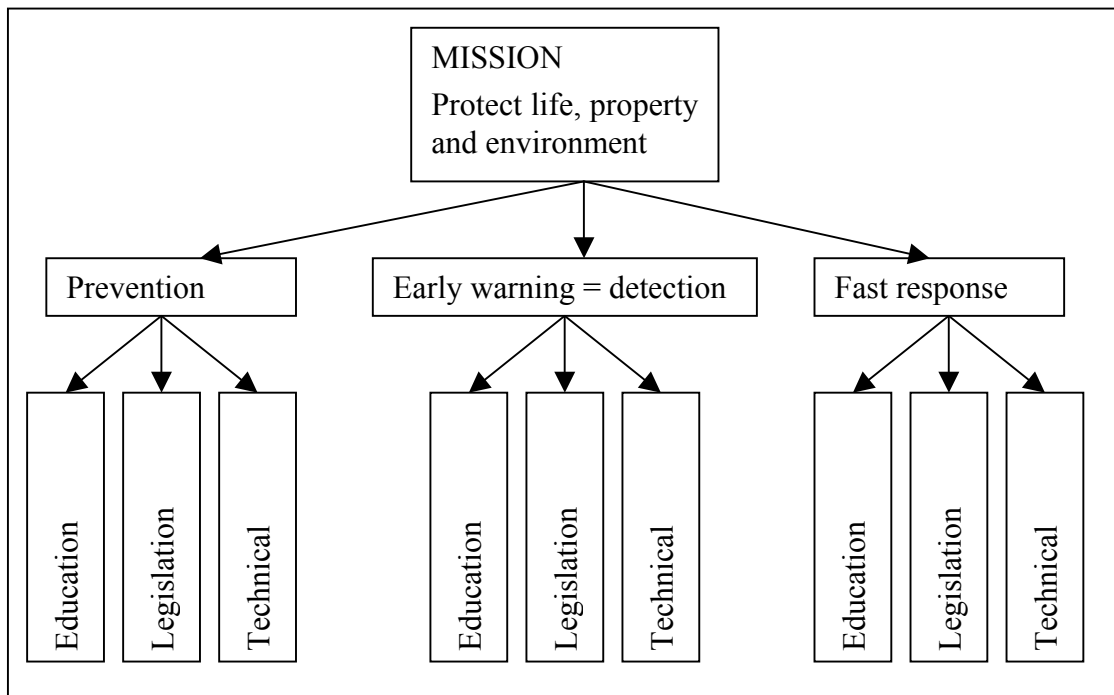 MISSION
Protect life, property
and environment
Prevention
Early warning = detection
Fast response
Education
Legislation
Technical
Education
Legislation
Technical
Education
Legislation
Technical